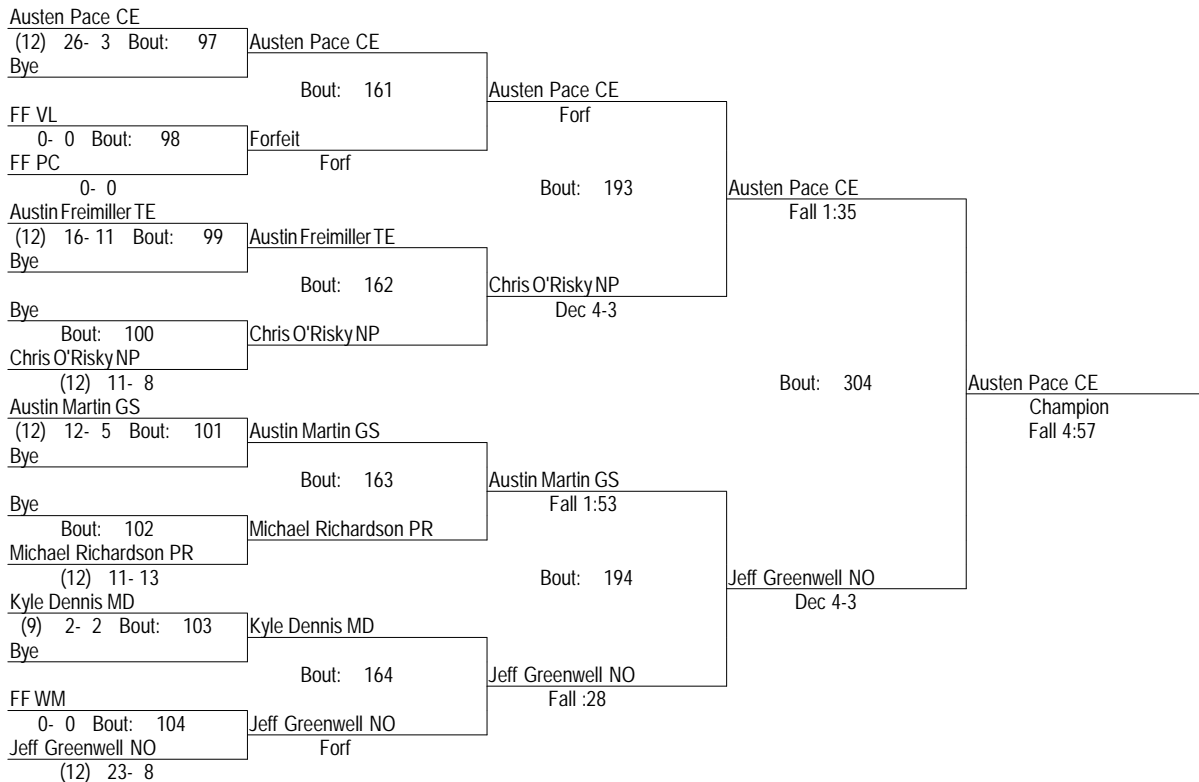 Austen Pace CE
(12) 26- 3 Bout: 97
Austen Pace CE
Bye
Bout: 161
Austen Pace CE
FF VL
Forf
0- 0 Bout: 98
Forfeit
FF PC
Forf
0- 0
Bout: 193
Austen Pace CE
Austin Freimiller TE
Fall 1:35
(12) 16- 11 Bout: 99
Austin Freimiller TE
Bye
Bout: 162
Chris O'Risky NP
Bye
Dec 4-3
Bout: 100
Chris O'Risky NP
Chris O'Risky NP
(12) 11- 8
Bout: 304
Austen Pace CE
Austin Martin GS
Champion
(12) 12- 5 Bout: 101
Austin Martin GS
Fall 4:57
Bye
Bout: 163
Austin Martin GS
Bye
Fall 1:53
Bout: 102
Michael Richardson PR
Michael Richardson PR
(12) 11- 13
Bout: 194
Jeff Greenwell NO
Kyle Dennis MD
Dec 4-3
(9) 2- 2 Bout: 103
Kyle Dennis MD
Bye
Bout: 164
Jeff Greenwell NO
FF WM
Fall :28
0- 0 Bout: 104
Jeff Greenwell NO
Jeff Greenwell NO
Forf
(12) 23- 8